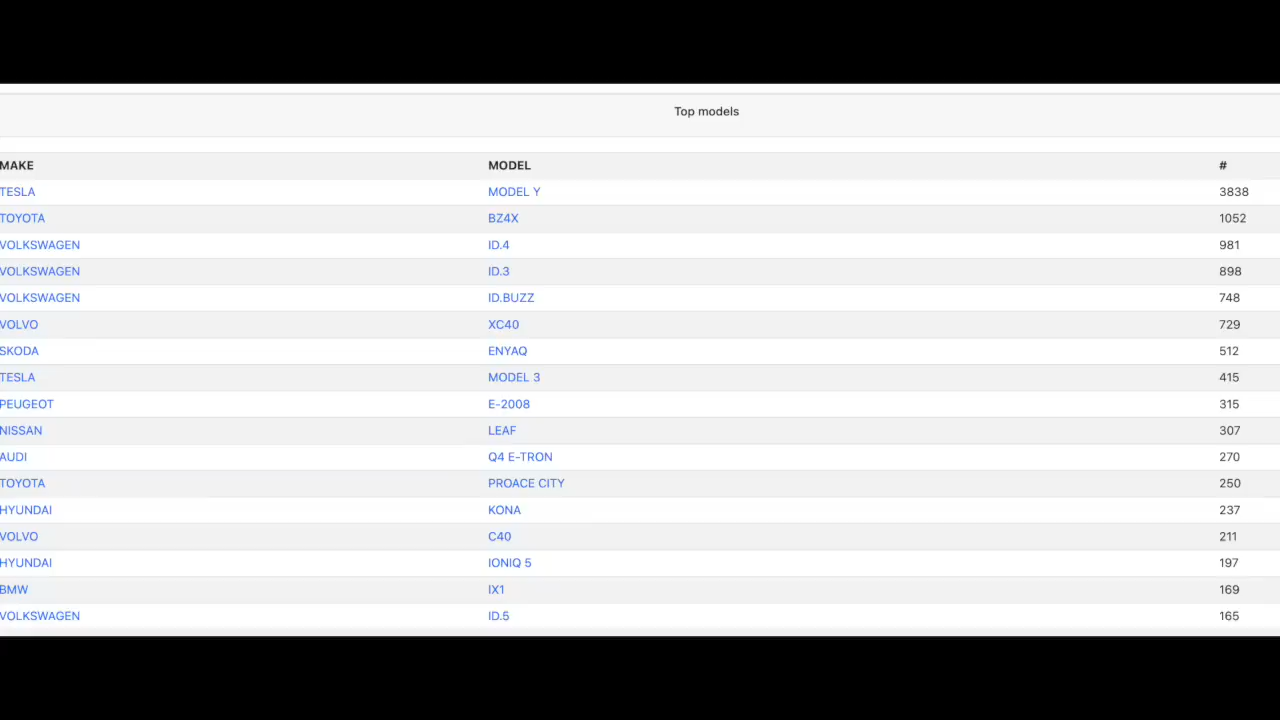 Top models
MAKE MODEL #
TESLA MODEL Y 3838
TOYOTA BZ4X 1052
VOLKSWAGEN ID.4 981
VOLKSWAGEN ID.3 898
VOLKSWAGEN ID.BUZZ 748
VOLVO XC40 729
SKODA ENYAQ 512
TESLA MODEL 3 415
PEUGEOT E-2008 315
NISSAN LEAF 307
AUDI Q4 E-TRON 270
TOYOTA PROACE CITY 250
HYUNDAI KONA 237
VOLVO C40 211
HYUNDAI IONIQ 5 197
BMW IX1 169
VOLKSWAGEN ID.5 165